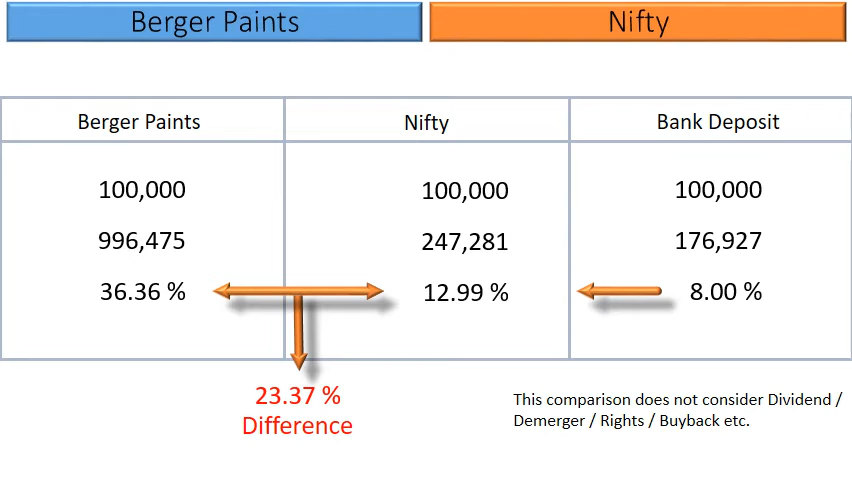 Berger Paints
Nifty
Berger Paints
Nifty
Bank Deposit
100,000
100,000
100,000
996,475
247,281
176,927
36.36 %
12.99 %
8.00 %
23.37 %
Difference
This comparison does not consider Dividend /
Demerger / Rights / Buyback etc.